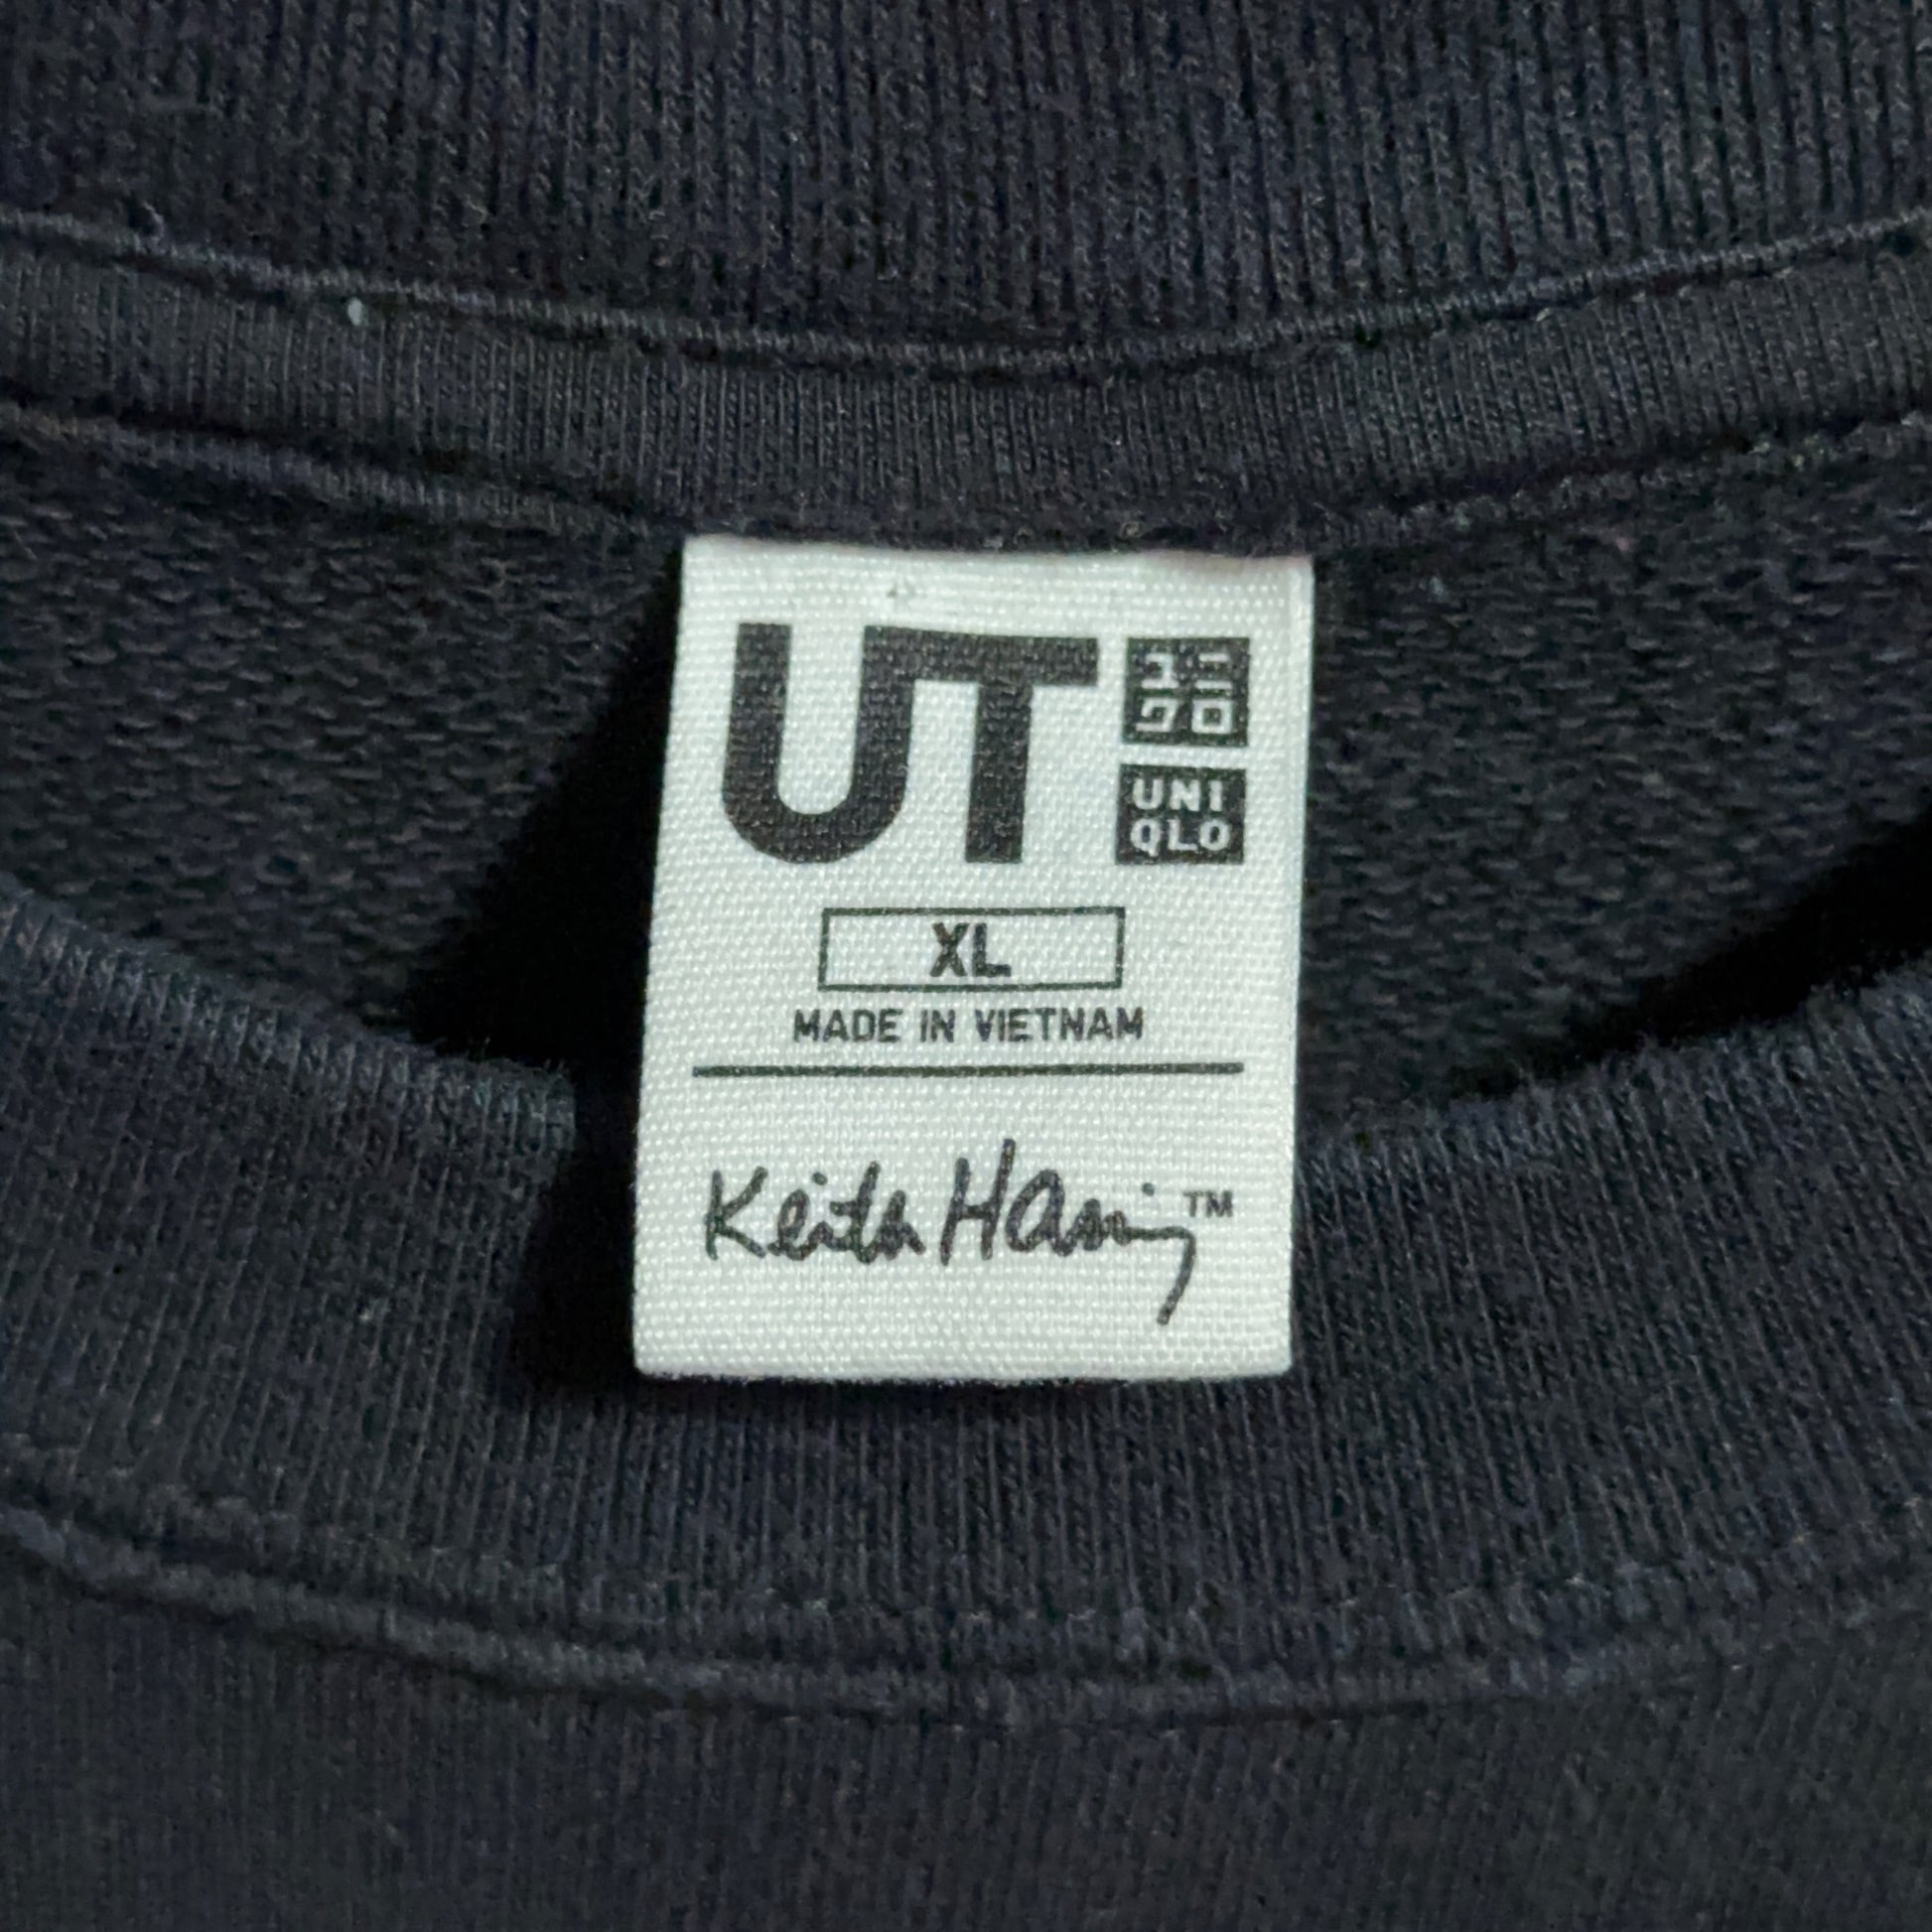 UT
ユニ
クロ
UNI
QLO
XL
MADE IN VIETNAM
Keith Haring™